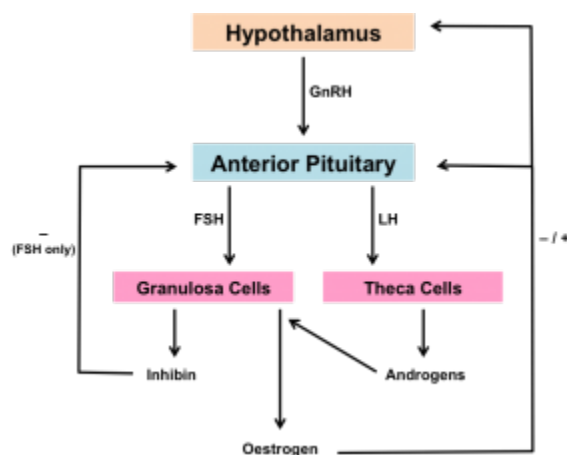 Hypothalamus
GnRH
Anterior Pituitary
FSH
LH
–
(FSH only)
– / +
Granulosa Cells
Theca Cells
Inhibin
Androgens
Oestrogen